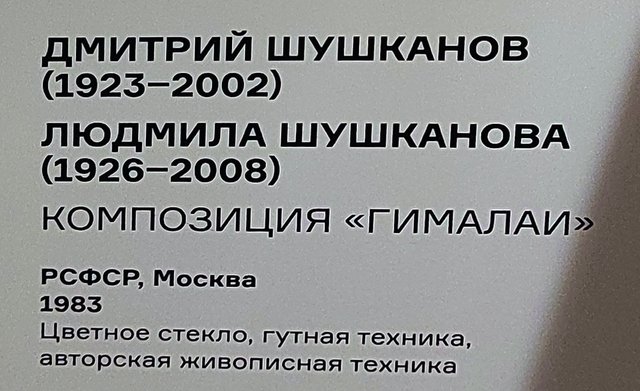 ДМИТРИЙ ШУШКАНОВ
(1923–2002)
ЛЮДМИЛА ШУШКАНОВА
(1926–2008)
КОМПОЗИЦИЯ «ГИМАЛАИ»
РСФСР, Москва
1983
Цветное стекло, гутная техника,
авторская живописная техника